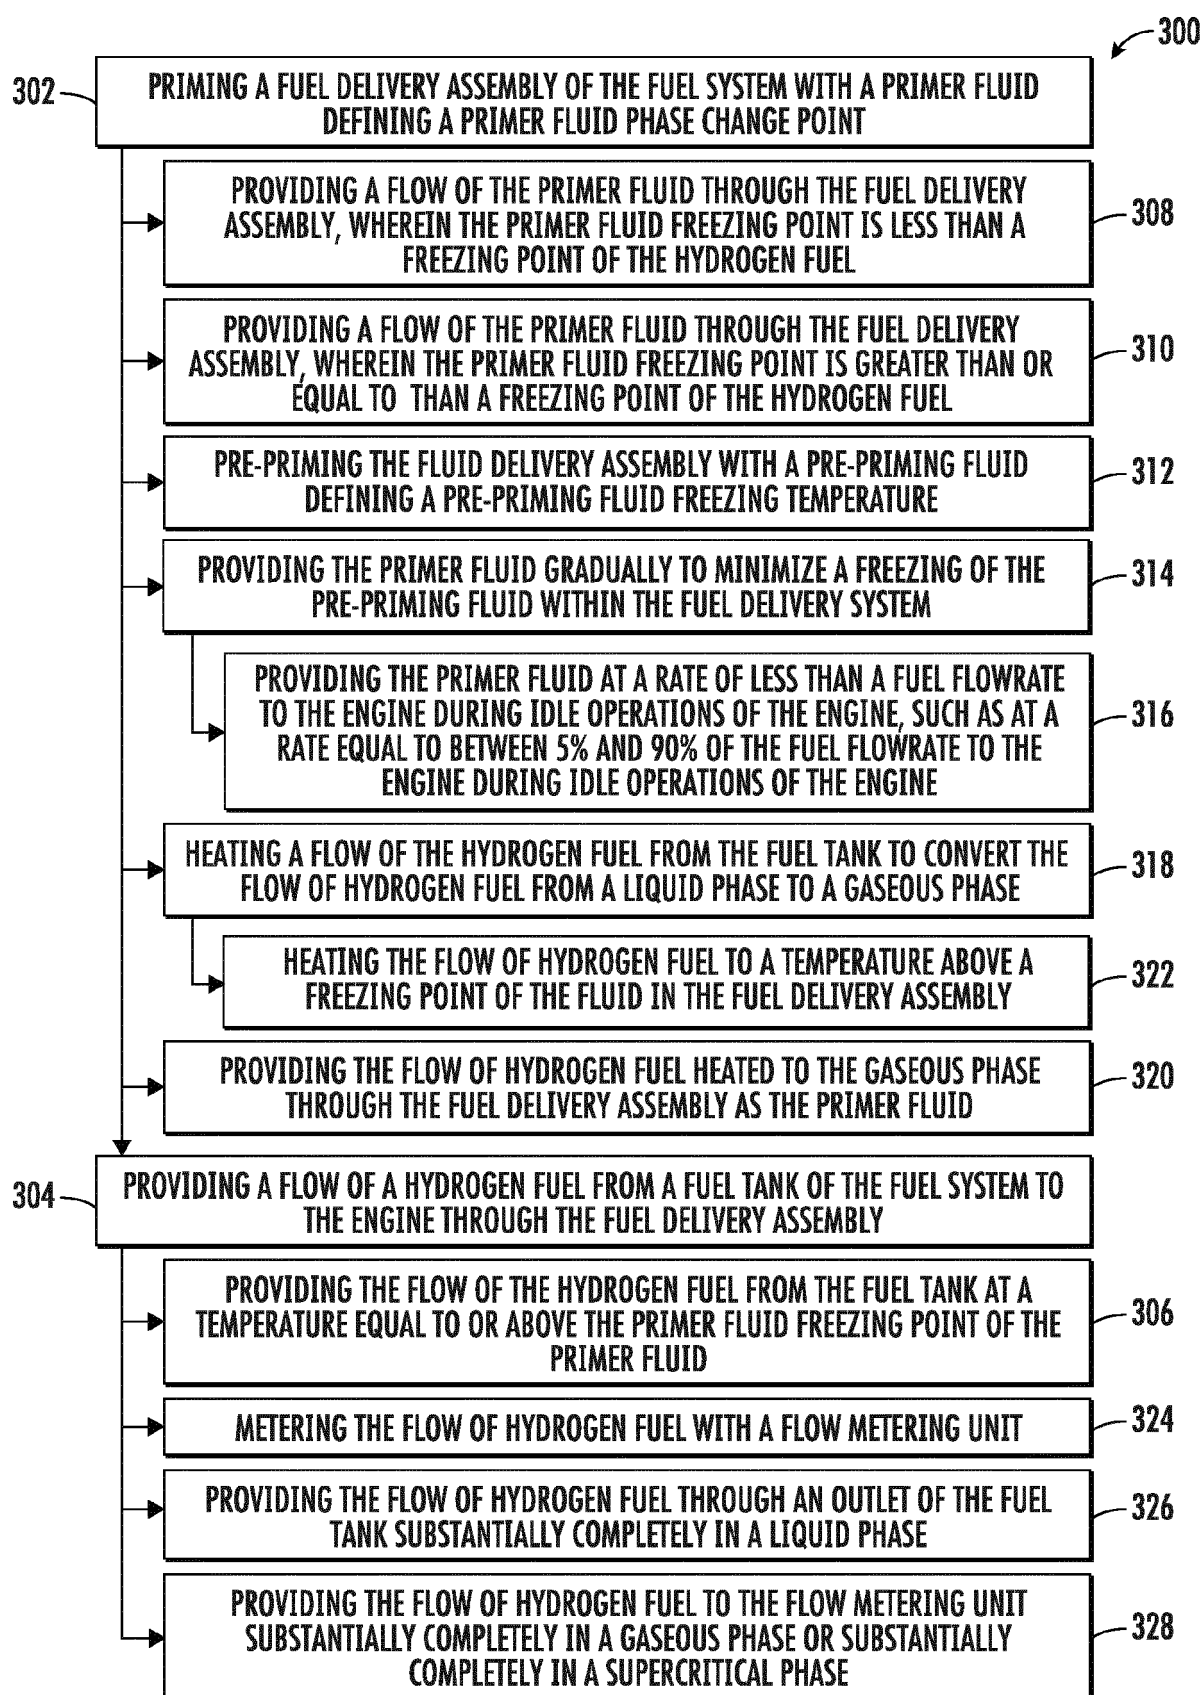 300
302
PRIMING A FUEL DELIVERY ASSEMBLY OF THE FUEL SYSTEM WITH A PRIMER FLUID
DEFINING A PRIMER FLUID PHASE CHANGE POINT
PROVIDING A FLOW OF THE PRIMER FLUID THROUGH THE FUEL DELIVERY
ASSEMBLY, WHEREIN THE PRIMER FLUID FREEZING POINT IS LESS THAN A
FREEZING POINT OF THE HYDROGEN FUEL
308
PROVIDING A FLOW OF THE PRIMER FLUID THROUGH THE FUEL DELIVERY
ASSEMBLY, WHEREIN THE PRIMER FLUID FREEZING POINT IS GREATER THAN OR
EQUAL TO THAN A FREEZING POINT OF THE HYDROGEN FUEL
310
PRE-PRIMING THE FLUID DELIVERY ASSEMBLY WITH A PRE-PRIMING FLUID
DEFINING A PRE-PRIMING FLUID FREEZING TEMPERATURE
312
PROVIDING THE PRIMER FLUID GRADUALLY TO MINIMIZE A FREEZING OF THE
PRE-PRIMING FLUID WITHIN THE FUEL DELIVERY SYSTEM
314
PROVIDING THE PRIMER FLUID AT A RATE OF LESS THAN A FUEL FLOWRATE
TO THE ENGINE DURING IDLE OPERATIONS OF THE ENGINE, SUCH AS AT A
RATE EQUAL TO BETWEEN 5% AND 90% OF THE FUEL FLOWRATE TO THE
ENGINE DURING IDLE OPERATIONS OF THE ENGINE
316
HEATING A FLOW OF THE HYDROGEN FUEL FROM THE FUEL TANK TO CONVERT THE
FLOW OF HYDROGEN FUEL FROM A LIQUID PHASE TO A GASEOUS PHASE
318
HEATING THE FLOW OF HYDROGEN FUEL TO A TEMPERATURE ABOVE A
FREEZING POINT OF THE FLUID IN THE FUEL DELIVERY ASSEMBLY
322
PROVIDING THE FLOW OF HYDROGEN FUEL HEATED TO THE GASEOUS PHASE
THROUGH THE FUEL DELIVERY ASSEMBLY AS THE PRIMER FLUID
320
304
PROVIDING A FLOW OF A HYDROGEN FUEL FROM A FUEL TANK OF THE FUEL SYSTEM TO
THE ENGINE THROUGH THE FUEL DELIVERY ASSEMBLY
PROVIDING THE FLOW OF THE HYDROGEN FUEL FROM THE FUEL TANK AT A
TEMPERATURE EQUAL TO OR ABOVE THE PRIMER FLUID FREEZING POINT OF THE
PRIMER FLUID
306
METERING THE FLOW OF HYDROGEN FUEL WITH A FLOW METERING UNIT
324
PROVIDING THE FLOW OF HYDROGEN FUEL THROUGH AN OUTLET OF THE FUEL
TANK SUBSTANTIALLY COMPLETELY IN A LIQUID PHASE
326
PROVIDING THE FLOW OF HYDROGEN FUEL TO THE FLOW METERING UNIT
SUBSTANTIALLY COMPLETELY IN A GASEOUS PHASE OR SUBSTANTIALLY
COMPLETELY IN A SUPERCRITICAL PHASE
328